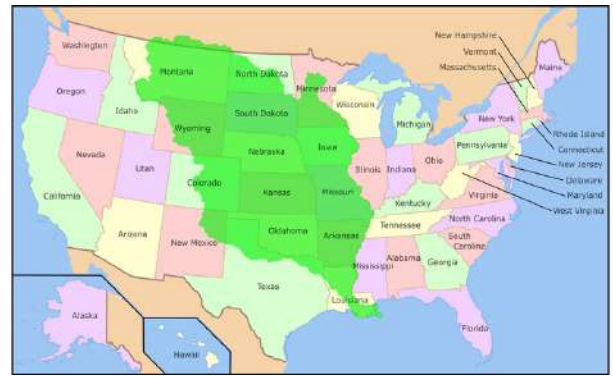 Washington
Montana
North Dakota
Minnesota
Oregon
Idaho
Wyoming
South Dakota
Wisconsin
Michigan
New Hampshire
Vermont
Massachusetts
Maine
New York
Rhode Island
Connecticut
New Jersey
Delaware
Maryland
West Virginia
Nevada
Utah
Colorado
Nebraska
Iowa
Illinois
Indiana
Ohio
Pennsylvania
California
Kansas
Missouri
Kentucky
Virginia
Arizona
New Mexico
Oklahoma
Arkansas
Tennessee
North Carolina
South
Carolina
Texas
Louisiana
Mississippi
Alabama
Georgia
Florida
Alaska
Hawaii